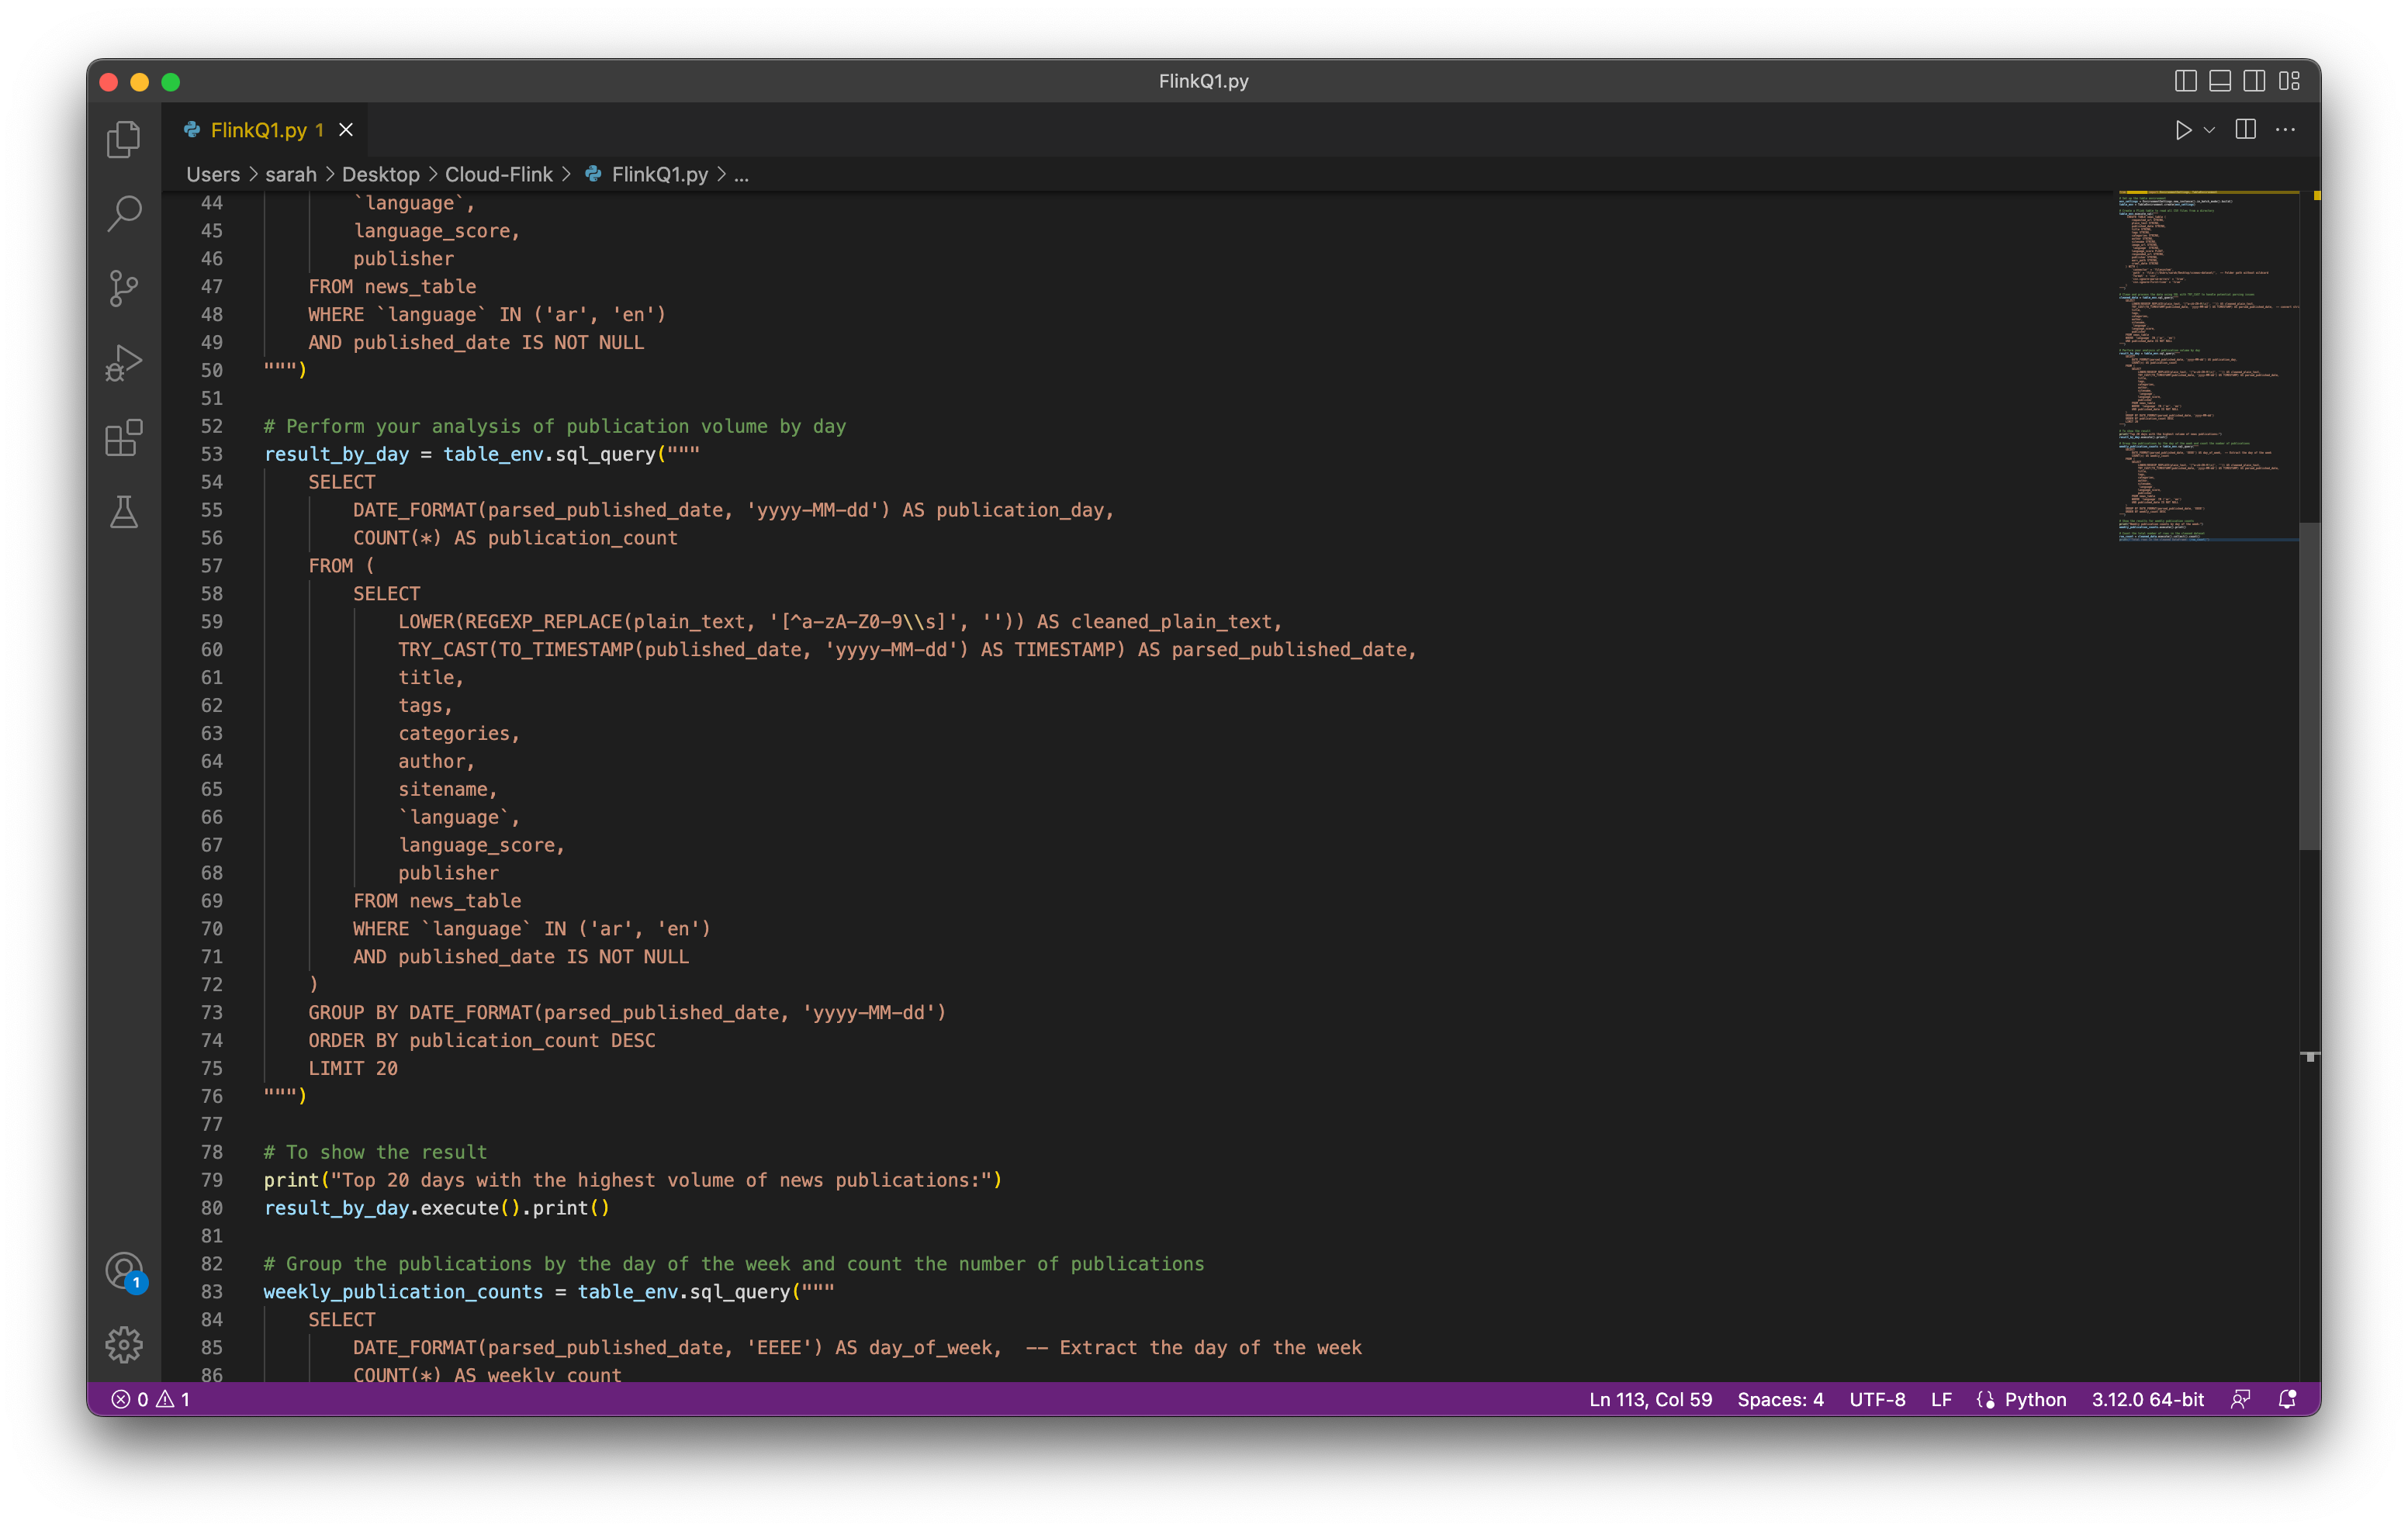 FlinkQ1.py
FlinkQ1.py 1
Users > sarah > Desktop > Cloud-Flink > FlinkQ1.py > ...
44 `language`,
45 language_score,
46 publisher
47 FROM news_table
48 WHERE `language` IN ('ar', 'en')
49 AND published_date IS NOT NULL
50 """)
51
52 # Perform your analysis of publication volume by day
53 result_by_day = table_env.sql_query("""
54 SELECT
55 DATE_FORMAT(parsed_published_date, 'yyyy-MM-dd') AS publication_day,
56 COUNT(*) AS publication_count
57 FROM (
58 SELECT
59 LOWER(REGEXP_REPLACE(plain_text, '[^a-zA-Z0-9\\s]', '')) AS cleaned_plain_text,
60 TRY_CAST(TO_TIMESTAMP(published_date, 'yyyy-MM-dd') AS TIMESTAMP) AS parsed_published_date,
61 title,
62 tags,
63 categories,
64 author,
65 sitename,
66 `language`,
67 language_score,
68 publisher
69 FROM news_table
70 WHERE `language` IN ('ar', 'en')
71 AND published_date IS NOT NULL
72 )
73 GROUP BY DATE_FORMAT(parsed_published_date, 'yyyy-MM-dd')
74 ORDER BY publication_count DESC
75 LIMIT 20
76 """)
77
78 # To show the result
79 print("Top 20 days with the highest volume of news publications:")
80 result_by_day.execute().print()
81
82 # Group the publications by the day of the week and count the number of publications
83 weekly_publication_counts = table_env.sql_query("""
84 SELECT
85 DATE_FORMAT(parsed_published_date, 'EEEE') AS day_of_week,  -- Extract the day of the week
86 COUNT(*) AS weekly_count
1
0 1 Ln 113, Col 59 Spaces: 4 UTF-8 LF {} Python 3.12.0 64-bit